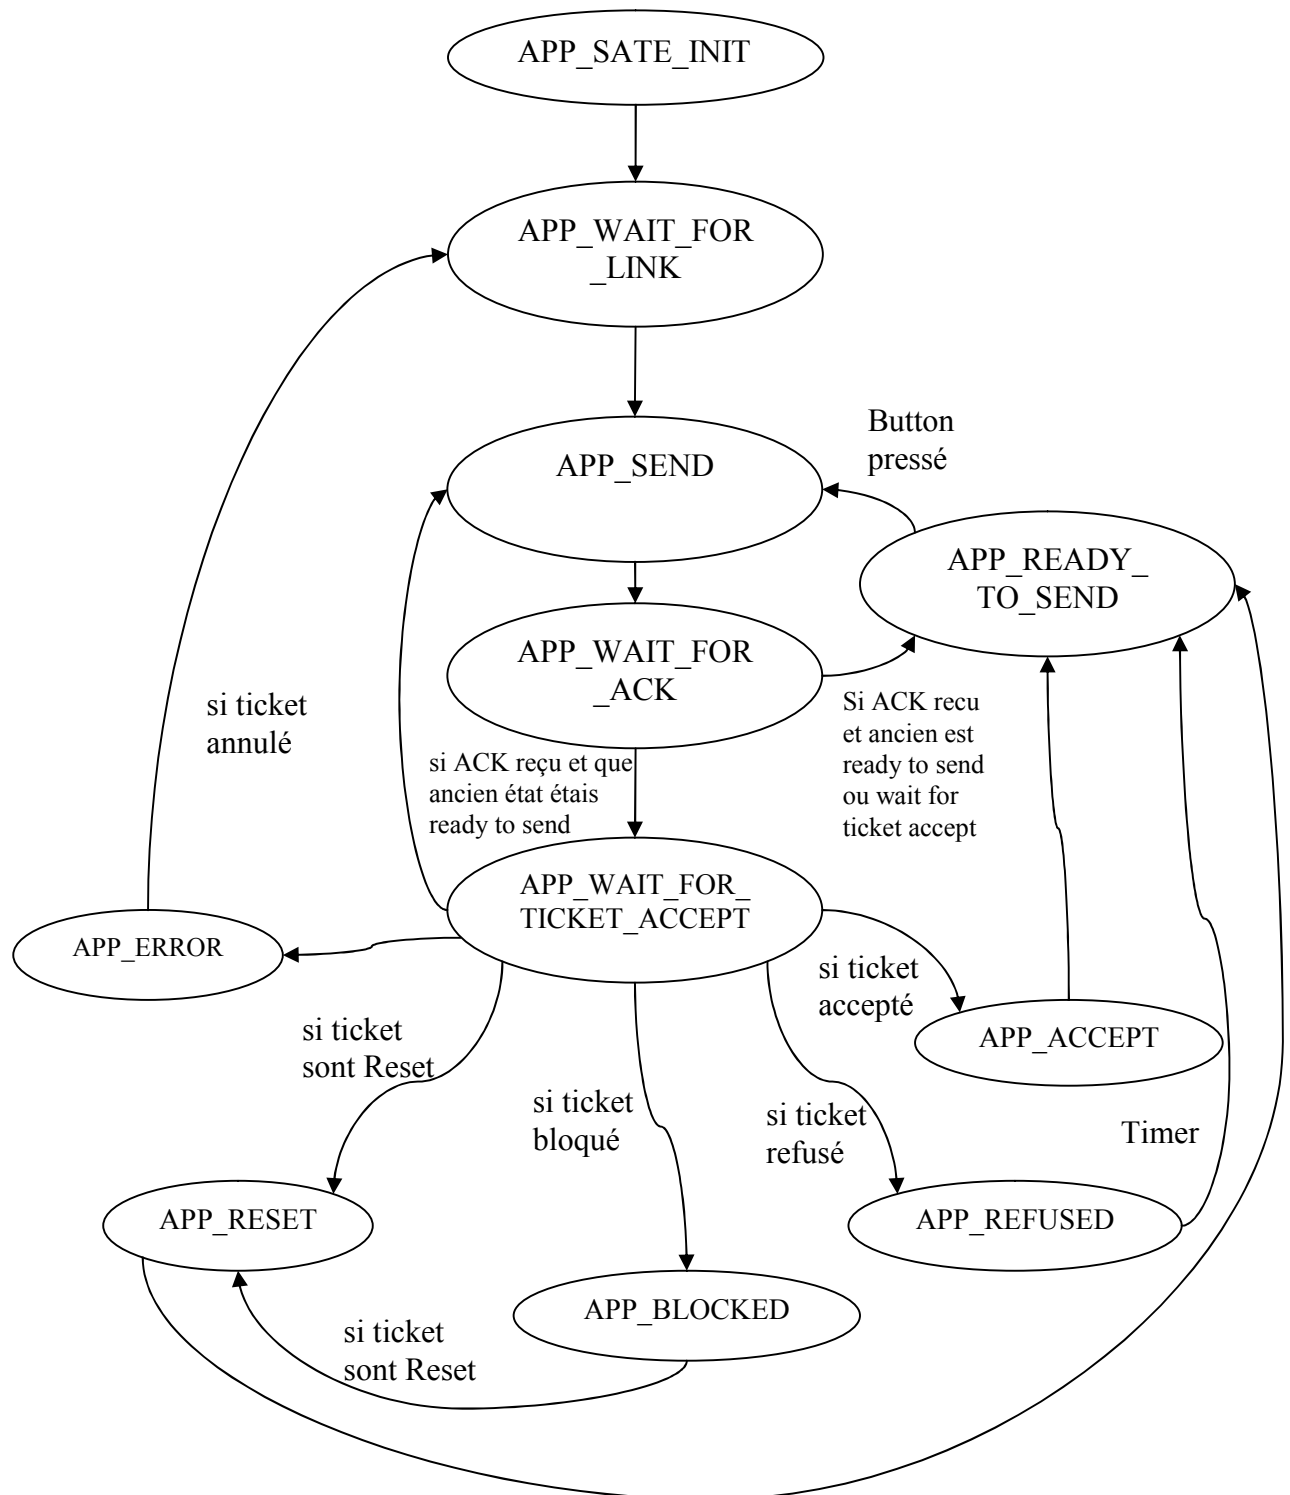 APP_SATE_INIT
APP_WAIT_FOR
_LINK
Button
pressé
APP_SEND
APP_READY_
TO_SEND
APP_WAIT_FOR
_ACK
si ticket
annulé
Si ACK recu
et ancien est
ready to send
ou wait for
ticket accept
si ACK reçu et que
ancien état étais
ready to send
APP_WAIT_FOR_
TICKET_ACCEPT
APP_ERROR
si ticket
accepté
si ticket
sont Reset
APP_ACCEPT
si ticket
bloqué
si ticket
refusé
Timer
APP_RESET
APP_REFUSED
APP_BLOCKED
si ticket
sont Reset